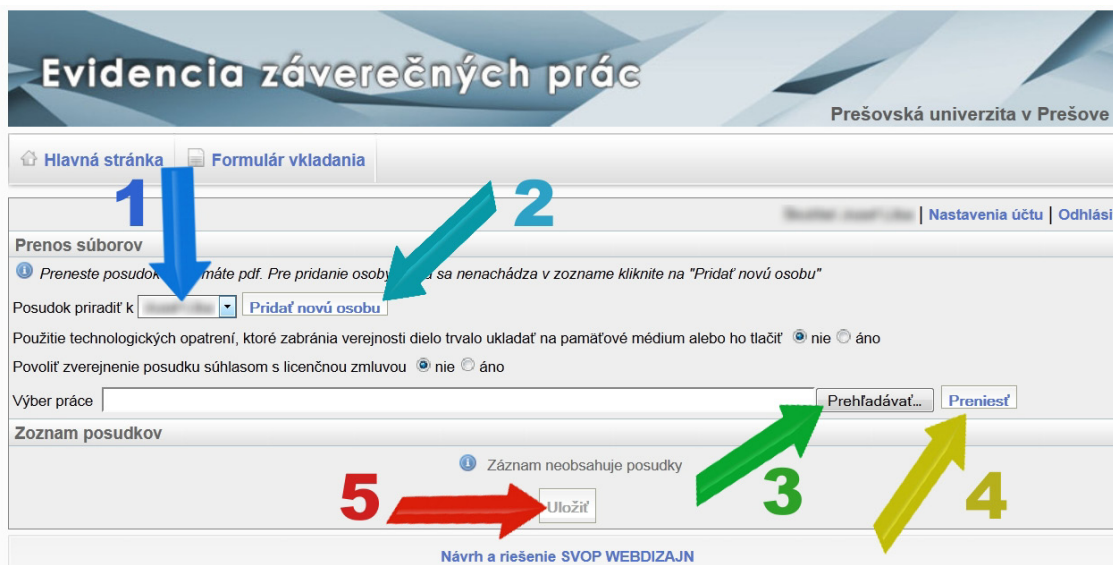 Evidencia záverečných prác
Prešovská univerzita v Prešove
Hlavná stránka Formulár vkladania
1 2
| Nastavenia účtu | Odhlási
Prenos súborov
Preneste posudok máte pdf. Pre pridanie osoby sa nenachádza v zozname kliknite na "Pridať novú osobu"
Posudok priradiť k Pridať novú osobu
Použitie technologických opatrení, ktoré zabránia verejnosti dielo trvalo ukladať na pamäťové médium alebo ho tlačiť nie áno
Povoliť zverejnenie posudku súhlasom s licenčnou zmluvou nie áno
Výber práce Prehľadávať... Preniesť
Zoznam posudkov
Záznam neobsahuje posudky
5 Uložiť 3 4
Návrh a riešenie SVOP WEBDIZAJN